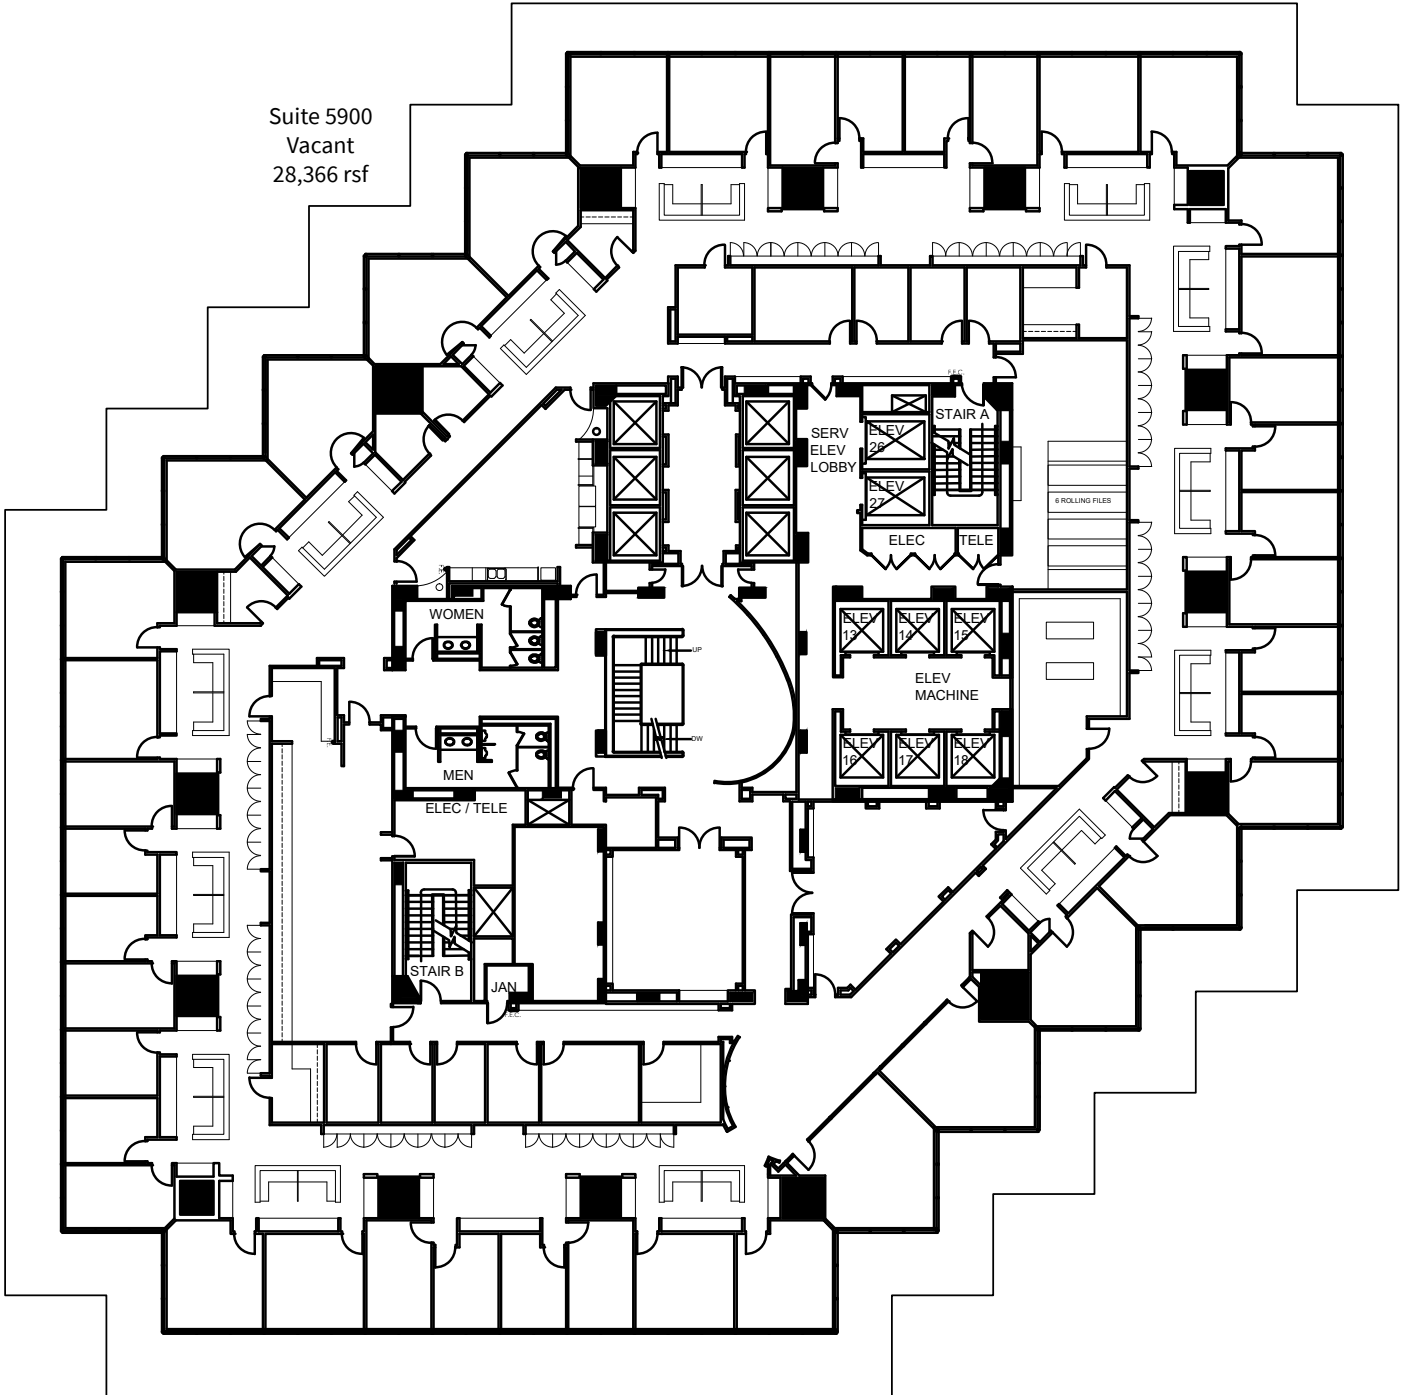 Suite 5900
Vacant
28,366 rsf
F.E.C.
STAIR A
SERV
ELEV
LOBBY
ELEV
26
ELEV
27
6 ROLLING FILES
ELEC
TELE
WOMEN
ELEV
13
ELEV
14
ELEV
15
UP
ELEV
MACHINE
DW
ELEV
16
ELEV
17
ELEV
18
MEN
ELEC / TELE
STAIR B
JAN
F.E.C.